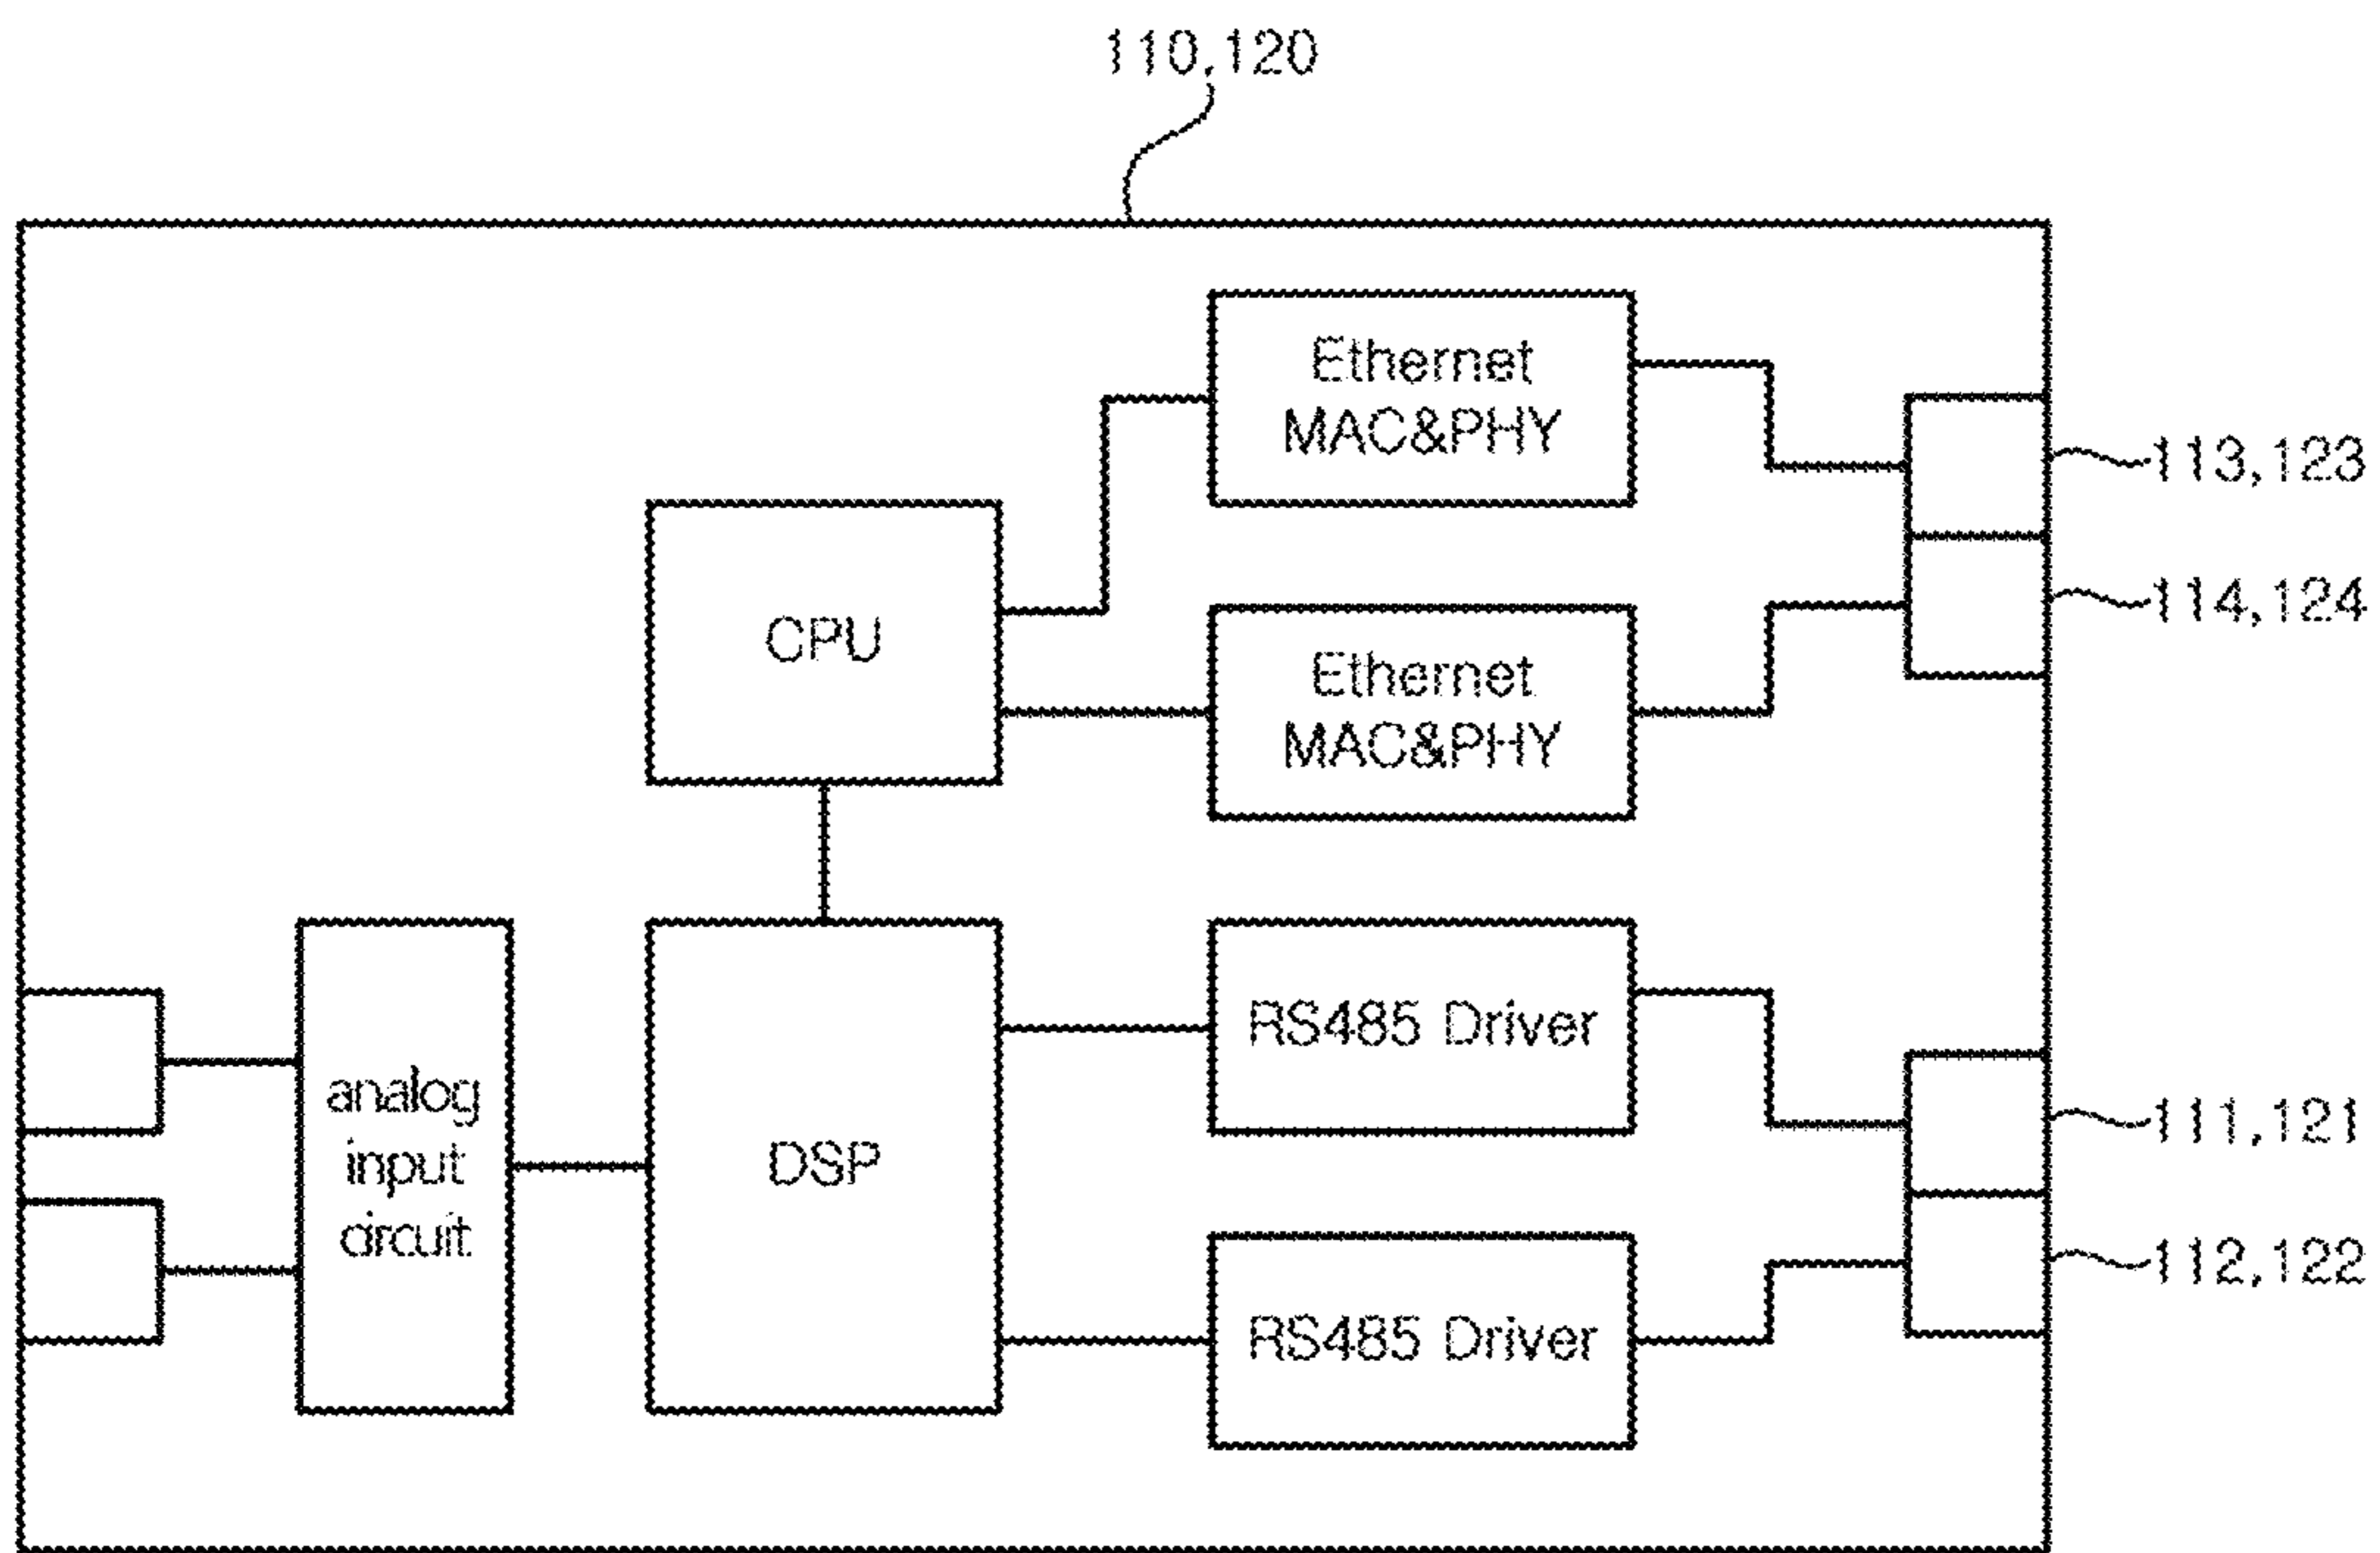 110,120
Ethernet
MAC&PHY
113,123
CPU
114,124
Ethernet
MAC&PHY
analog
input
circuit
DSP
RS485 Driver
111,121
RS485 Driver
112,122